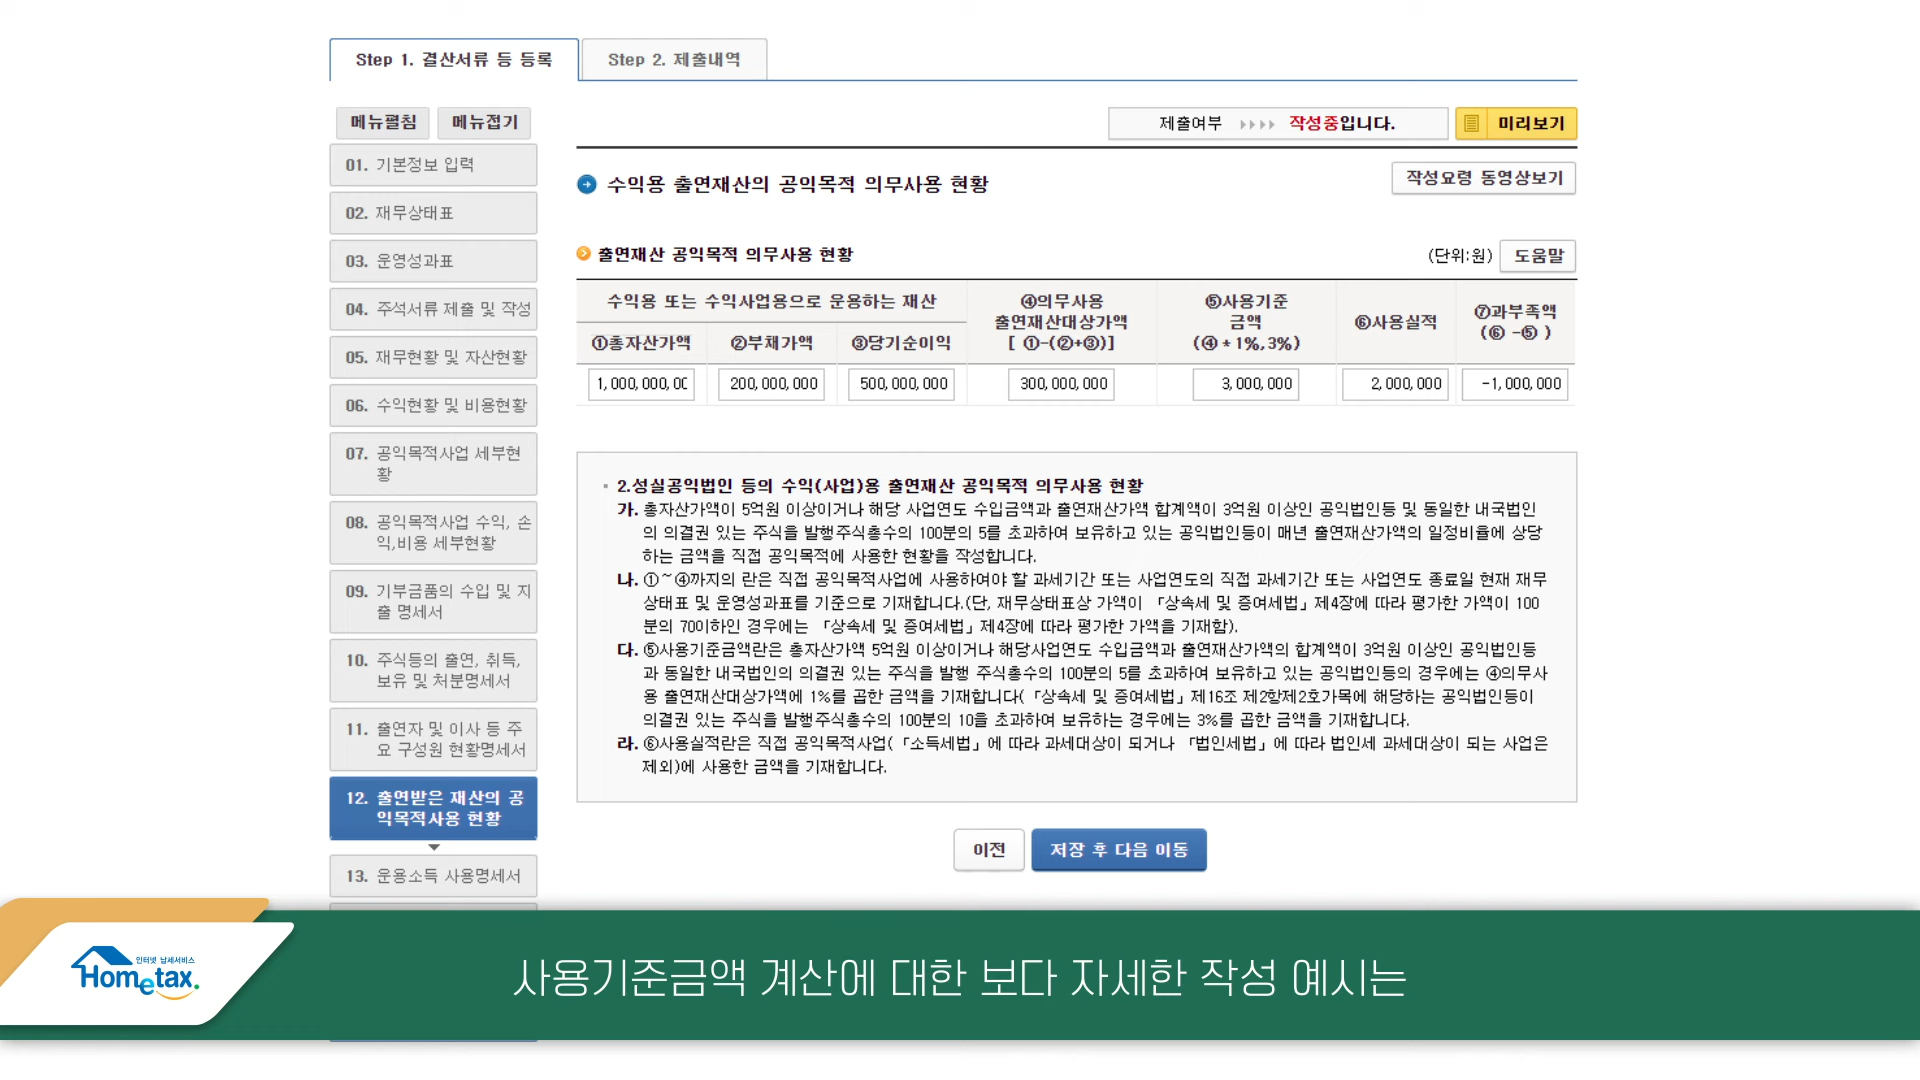 Step 1. 결산서류 등 등록
Step 2. 제출내역
메뉴펼침
메뉴접기
제출여부
작성중입니다.
미리보기
01. 기본정보 입력
02. 재무상태표
03. 운영성과표
04. 주석서류 제출 및 작성
05. 재무현황 및 자산현황
06. 수익현황 및 비용현황
07. 공익목적사업 세부현
황
08. 공익목적사업 수익, 손
익,비용 세부현황
09. 기부금품의 수입 및 지
출 명세서
10. 주식등의 출연, 취득,
보유 및 처분명세서
11. 출연자 및 이사 등 주
요 구성원 현황명세서
12. 출연받은 재산의 공
익목적사용 현황
13. 운용소득 사용명세서
수익용 출연재산의 공익목적 의무사용 현황
작성요령 동영상보기
출연재산 공익목적 의무사용 현황
(단위:원)
도움말
수익용 또는 수익사업용으로 운용하는 재산
①총자산가액
②부채가액
③당기순이익
④의무사용
출연재산대상가액
[ ①-(②+③)]
⑤사용기준
금액
(④*1%,3%)
⑥사용실적
⑦과부족액
(⑥ -⑤ )
1,000,000,00
200,000,000
500,000,000
300,000,000
3,000,000
2,000,000
-1,000,000
2.성실공익법인 등의 수익(사업)용 출연재산 공익목적 의무사용 현황
가. 총자산가액이 5억원 이상이거나 해당 사업연도 수입금액과 출연재산가액 합계액이 3억원 이상인 공익법인등 및 동일한 내국법인
의 의결권 있는 주식을 발행주식총수의 100분의 5를 초과하여 보유하고 있는 공익법인등이 매년 출연재산가액의 일정비율에 상당
하는 금액을 직접 공익목적에 사용한 현황을 작성합니다.
나. ①~④까지의 란은 직접 공익목적사업에 사용하여야 할 과세기간 또는 사업연도의 직접 과세기간 또는 사업연도 종료일 현재 재무
상태표 및 운영성과표를 기준으로 기재합니다.(단, 재무상태표상 가액이 「상속세 및 증여세법」제4장에 따라 평가한 가액이 100
분의 70이하인 경우에는 「상속세 및 증여세법」제4장에 따라 평가한 가액을 기재함).
다. ⑤사용기준금액란은 총자산가액 5억원 이상이거나 해당사업연도 수입금액과 출연재산가액의 합계액이 3억원 이상인 공익법인등
과 동일한 내국법인의 의결권 있는 주식을 발행 주식총수의 100분의 5를 초과하여 보유하고 있는 공익법인등의 경우에는 ④의무사
용 출연재산대상가액에 1%를 곱한 금액을 기재합니다(「상속세 및 증여세법」제16조 제2항제2호가목에 해당하는 공익법인등이
의결권 있는 주식을 발행주식총수의 100분의 10을 초과하여 보유하는 경우에는 3%를 곱한 금액을 기재합니다.
라. ⑥사용실적란은 직접 공익목적사업(「소득세법」에 따라 과세대상이 되거나 「법인세법」에 따라 법인세 과세대상이 되는 사업은
제외)에 사용한 금액을 기재합니다.
이전
저장 후 다음 이동
인터넷 납세서비스
Hometax.
사용기준금액 계산에 대한 보다 자세한 작성 예시는